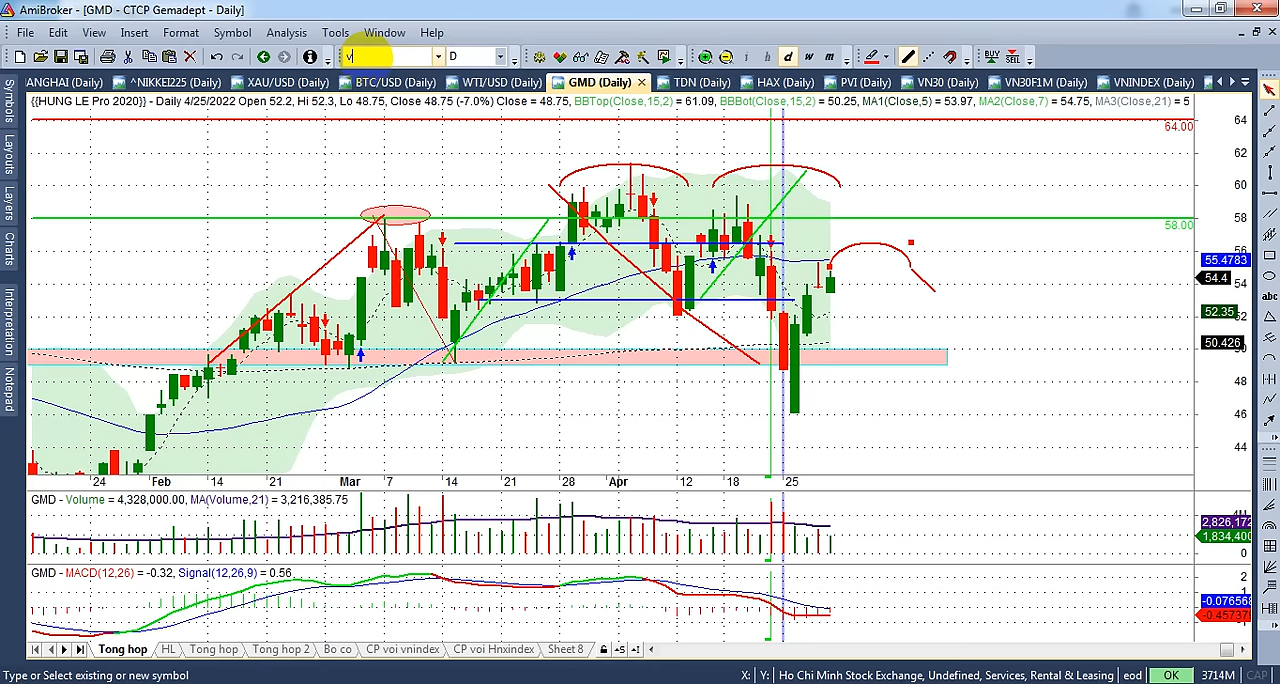 AmiBroker - [GMD - CTCP Gemadept - Daily]
File Edit View Insert Format Symbol Analysis Tools Window Help
v D i h d w m BUY SELL
ANGHAI (Daily) ^NIKKEI225 (Daily) XAU/USD (Daily) BTC/USD (Daily) WTI/USD (Daily) GMD (Daily) TDN (Daily) HAX (Daily) PVI (Daily) VN30 (Daily) VN30F1M (Daily) VNINDEX (Daily)
{{HUNG LE Pro 2020}} - Daily 4/25/2022 Open 52.2, Hi 52.3, Lo 48.75, Close 48.75 (-7.0%) Close = 48.75, BBTop(Close,15,2) = 61.09, BBBot(Close,15,2) = 50.25, MA1(Close,5) = 53.97, MA2(Close,7) = 54.75, MA3(Close,21) = 5
Symbols
Layouts
Layers
Charts
Interpretation
Notepad
64
64.00
62
60
58
58.00
56
55.4783
54.4
54
52.35
52
50.426
48
46
44
abc
24 Feb 14 21 Mar 7 14 21 28 Apr 12 18 25
GMD - Volume = 4,328,000.00, MA(Volume,21) = 3,216,385.75
2,826,172
1,834,400
0
GMD - MACD(12,26) = -0.32, Signal(12,26,9) = 0.56
2
1
-0.076568
-0.457371
Tong hop HL Tong hop Tong hop 2 Bo co CP voi vnindex CP voi Hnxindex Sheet 8
Type or Select existing or new symbol X: Y: Ho Chi Minh Stock Exchange, Undefined, Services, Rental & Leasing eod OK 3714M CAP